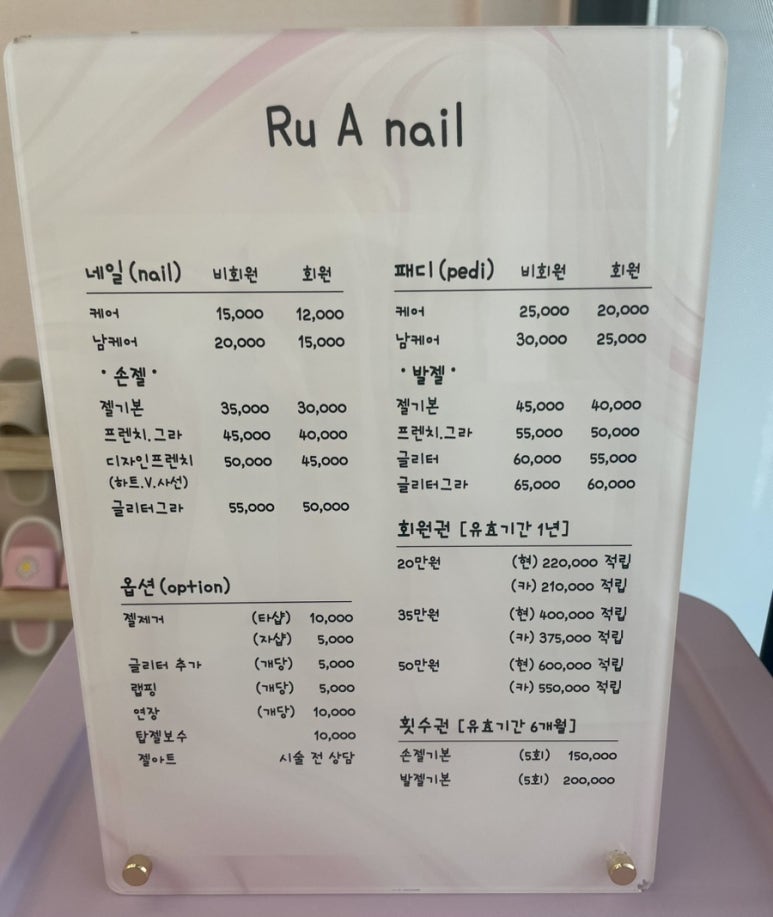 Ru A nail
네일(nail) 비회원 회원
케어 15,000 12,000
남케어 20,000 15,000
· 손젤 ·
젤기본 35,000 30,000
프렌치.그라 45,000 40,000
디자인프렌치 50,000 45,000
(하트.V.사선)
글리터그라 55,000 50,000
옵션(option)
젤제거 (타샵) 10,000
(자샵) 5,000
글리터 추가 (개당) 5,000
랩핑 (개당) 5,000
연장 (개당) 10,000
탑젤보수 10,000
젤아트 시술 전 상담
패디(pedi) 비회원 회원
케어 25,000 20,000
남케어 30,000 25,000
· 발젤 ·
젤기본 45,000 40,000
프렌치.그라 55,000 50,000
글리터 60,000 55,000
글리터그라 65,000 60,000
회원권 [유효기간 1년]
20만원 (현) 220,000 적립
(카) 210,000 적립
35만원 (현) 400,000 적립
(카) 375,000 적립
50만원 (현) 600,000 적립
(카) 550,000 적립
횟수권 [유효기간 6개월]
손젤기본 (5회) 150,000
발젤기본 (5회) 200,000